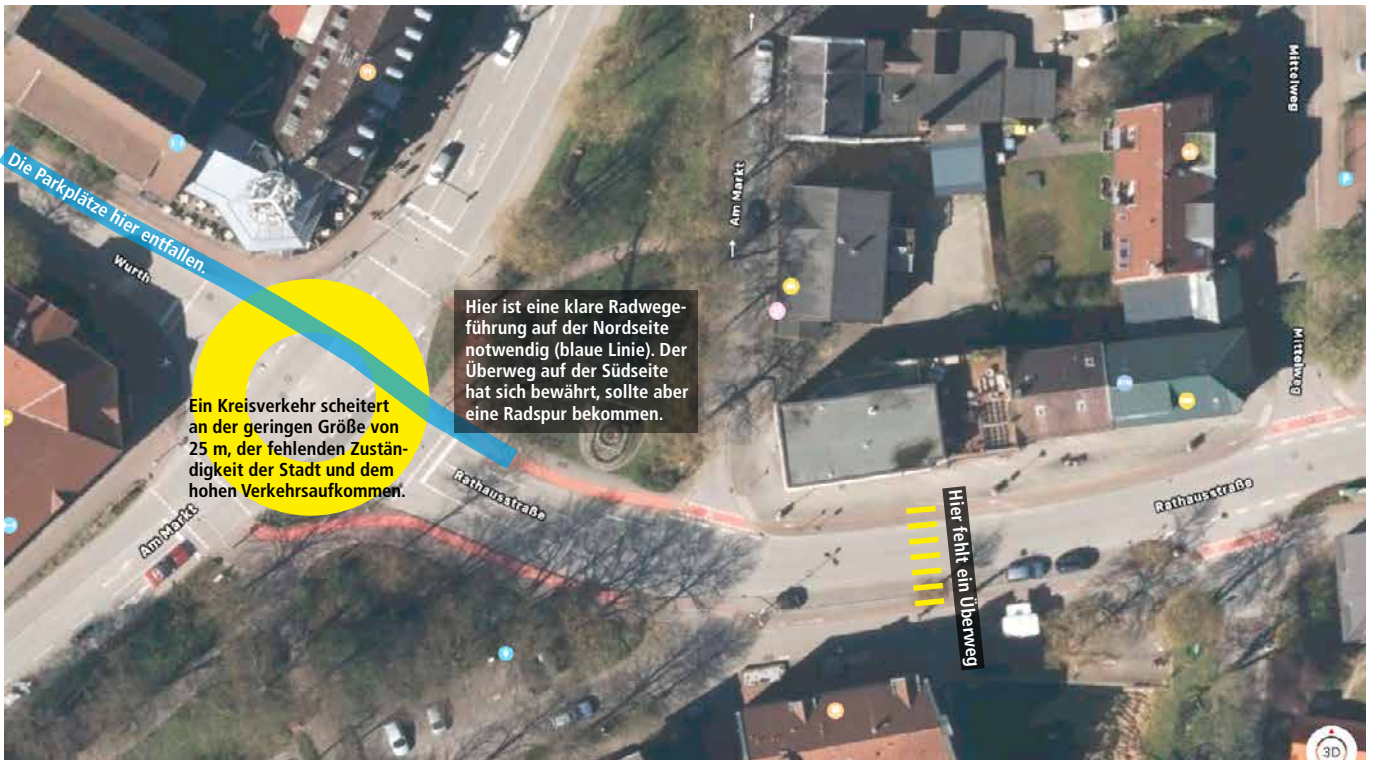 Die Parkplätze hier entfallen.
Wurth-
Hier ist eine klare Radwege-
führung auf der Nordseite
notwendig (blaue Linie). Der
Überweg auf der Südseite
hat sich bewährt, sollte aber
eine Radspur bekommen.
Ein Kreisverkehr scheitert
an der geringen Größe von
25 m, der fehlenden Zustän-
digkeit der Stadt und dem
hohen Verkehrsaufkommen.
Am Markt
Rathausstraße
Am Markt
Mittelweg
Mittelweg
ATM
Rathausstraße
Hier fehlt ein Überweg
3D